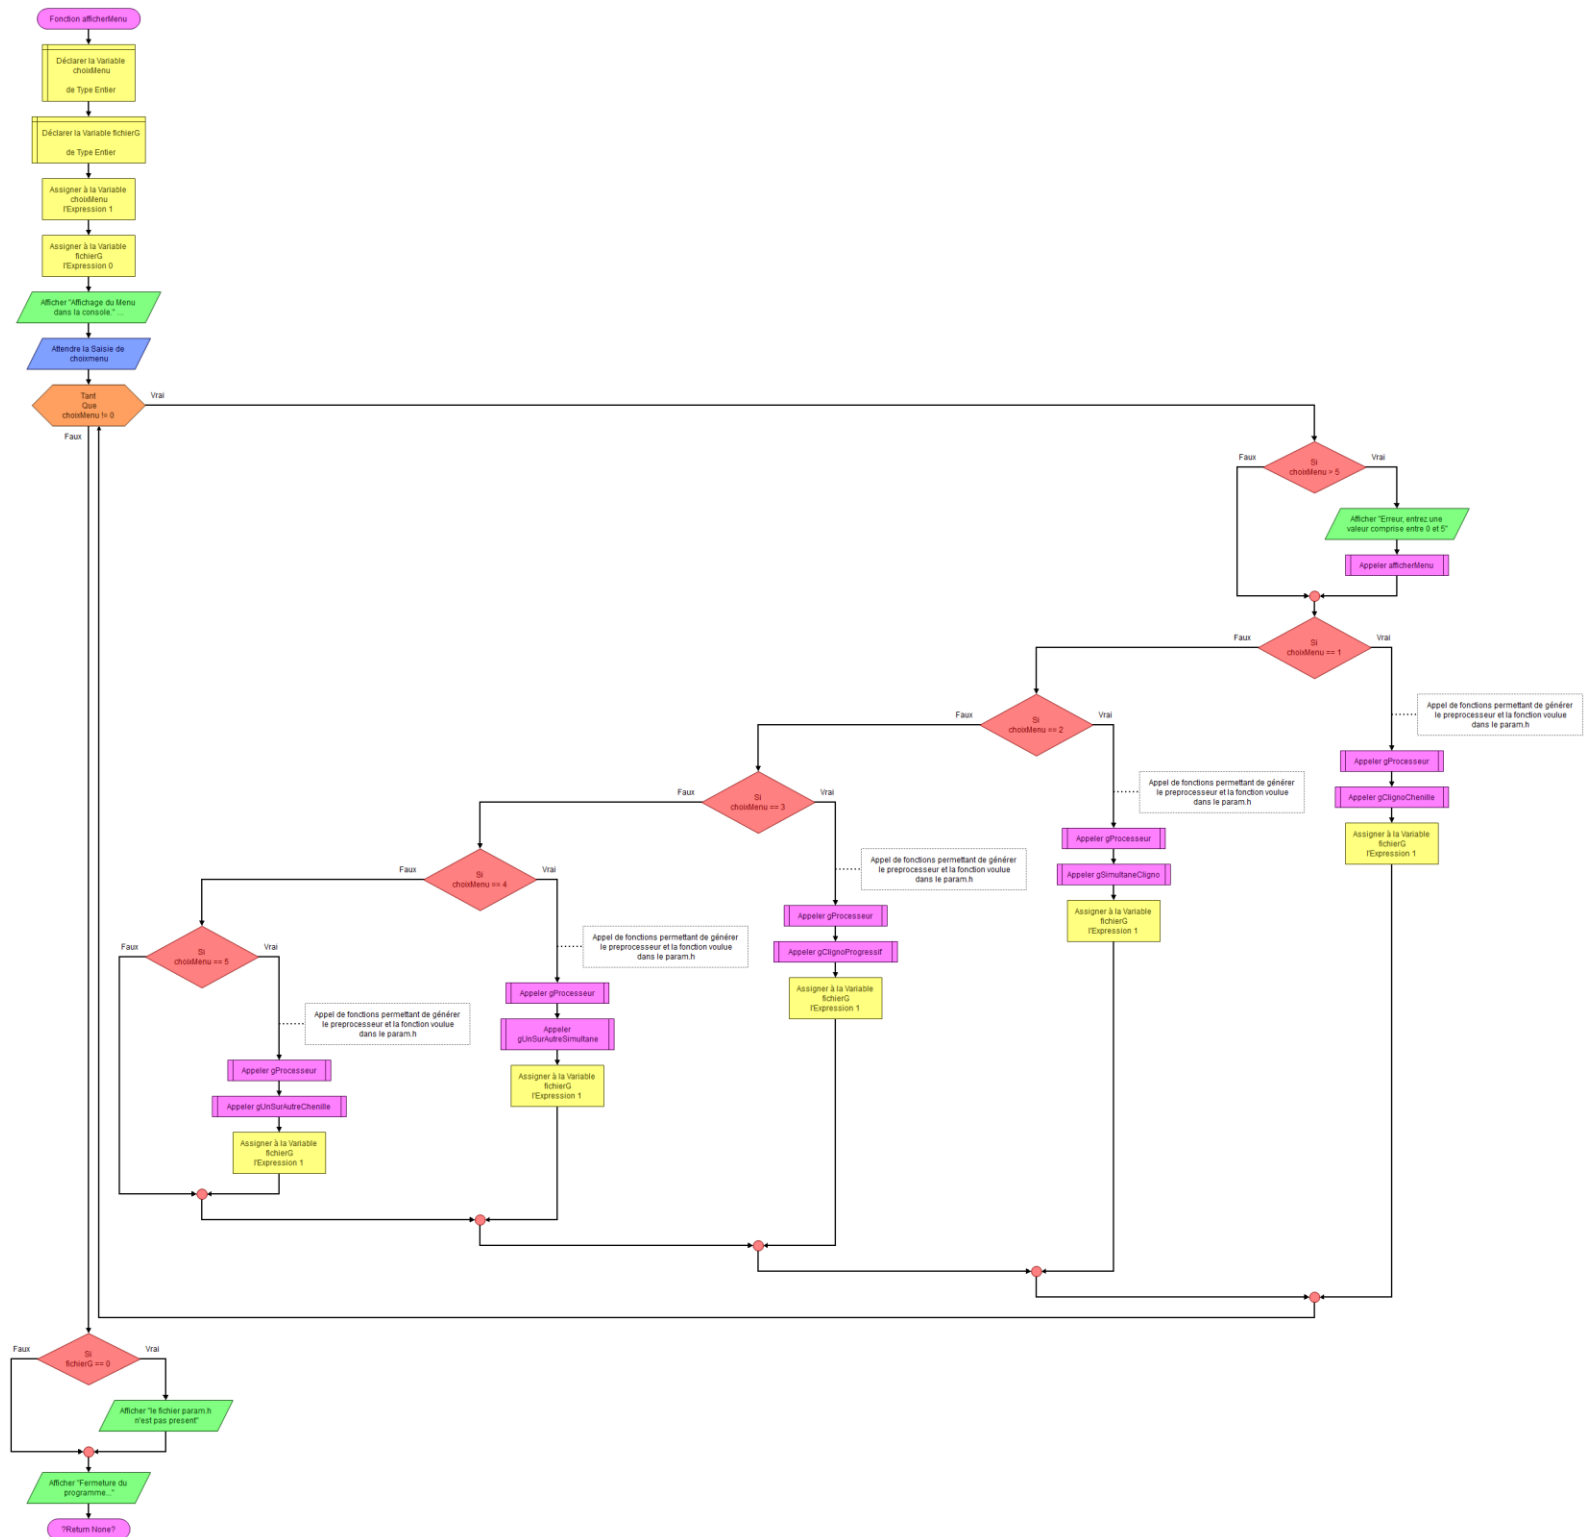 Fonction afficherMenu
Déclarer la Variable
choixMenu
de Type Entier
Déclarer la Variable fichierG
de Type Entier
Assigner à la Variable
choixMenu
l'Expression 1
Assigner à la Variable
fichierG
l'Expression 0
Afficher "Affichage du Menu
dans la console." ...
Attendre la Saisie de
choixmenu
Tant
Que
choixMenu != 0
Vrai
Faux
Si
choixMenu > 5
Faux
Vrai
Afficher "Erreur, entrez une
valeur comprise entre 0 et 5"
Appeler afficherMenu
Si
choixMenu == 1
Faux
Vrai
Appel de fonctions permettant de générer
le preprocesseur et la fonction voulue
dans le param.h
Appeler gProcesseur
Appeler gClignoChenille
Assigner à la Variable
fichierG
l'Expression 1
Si
choixMenu == 2
Faux
Vrai
Appel de fonctions permettant de générer
le preprocesseur et la fonction voulue
dans le param.h
Appeler gProcesseur
Appeler gSimultaneCligno
Assigner à la Variable
fichierG
l'Expression 1
Si
choixMenu == 3
Faux
Vrai
Appel de fonctions permettant de générer
le preprocesseur et la fonction voulue
dans le param.h
Appeler gProcesseur
Appeler gClignoProgressif
Assigner à la Variable
fichierG
l'Expression 1
Si
choixMenu == 4
Faux
Vrai
Appel de fonctions permettant de générer
le preprocesseur et la fonction voulue
dans le param.h
Appeler gProcesseur
Appeler
gUnSurAutreSimultane
Assigner à la Variable
fichierG
l'Expression 1
Si
choixMenu == 5
Faux
Vrai
Appel de fonctions permettant de générer
le preprocesseur et la fonction voulue
dans le param.h
Appeler gProcesseur
Appeler gUnSurAutreChenille
Assigner à la Variable
fichierG
l'Expression 1
Si
fichierG == 0
Faux
Vrai
Afficher "le fichier param.h
n'est pas present"
Afficher "Fermeture du
programme..."
?Return None?